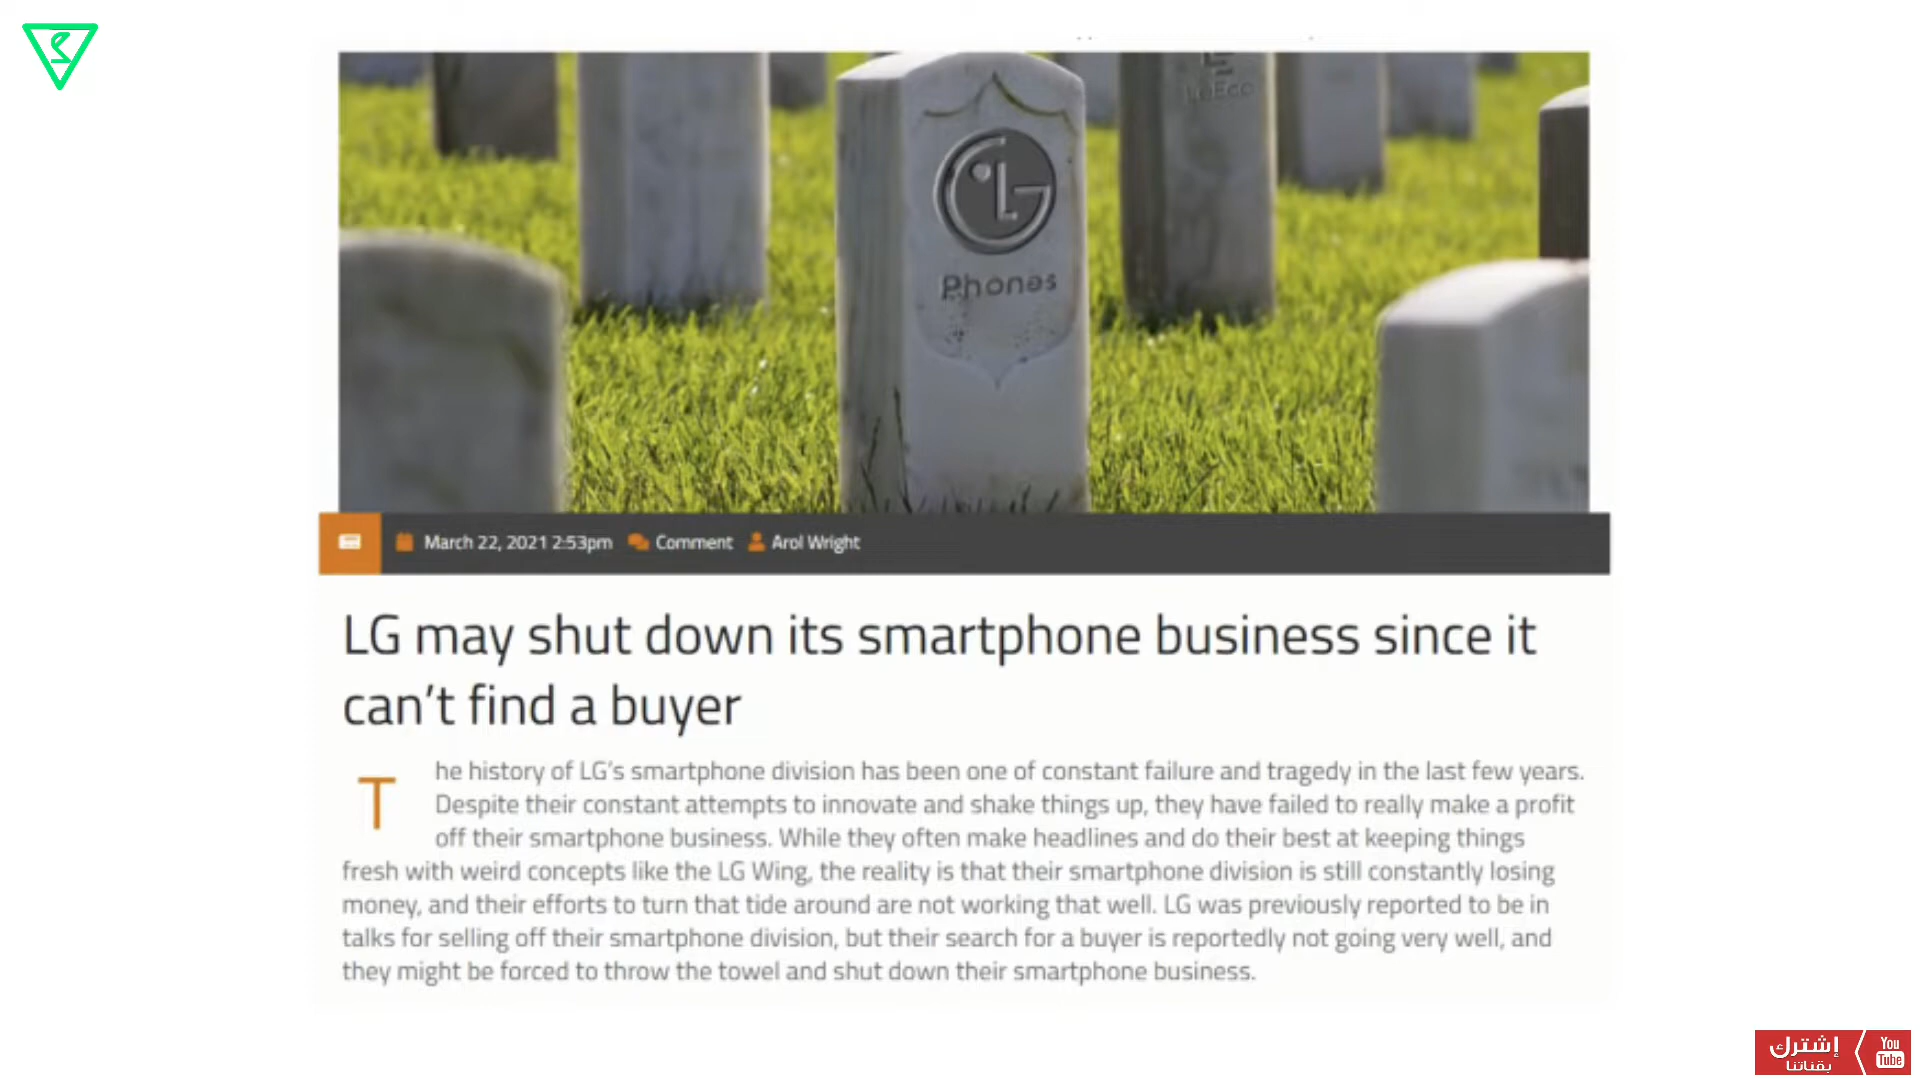 LeEco
LG
Phones
March 22, 2021 2:53pm Comment Arol Wright
LG may shut down its smartphone business since it
can't find a buyer
The history of LG's smartphone division has been one of constant failure and tragedy in the last few years.
Despite their constant attempts to innovate and shake things up, they have failed to really make a profit
off their smartphone business. While they often make headlines and do their best at keeping things
fresh with weird concepts like the LG Wing, the reality is that their smartphone division is still constantly losing
money, and their efforts to turn that tide around are not working that well. LG was previously reported to be in
talks for selling off their smartphone division, but their search for a buyer is reportedly not going very well, and
they might be forced to throw the towel and shut down their smartphone business.
إشترك
بقناتنا
You
Tube